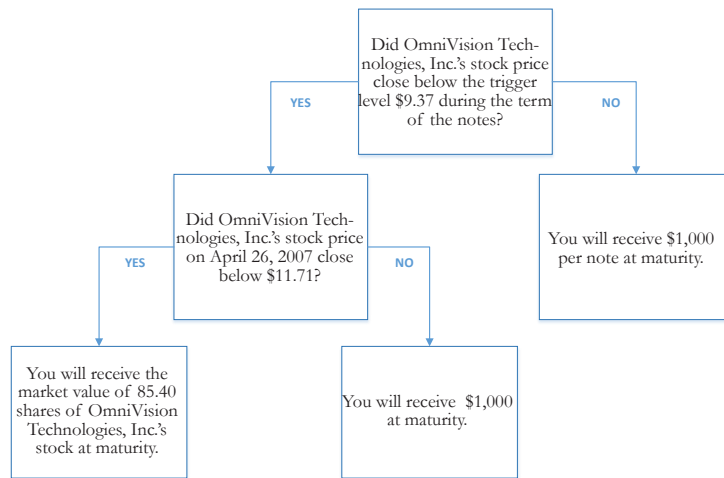 Did OmniVision Tech-
nologies, Inc.'s stock price
close below the trigger
level $9.37 during the term
of the notes?
YES
NO
Did OmniVision Tech-
nologies, Inc.'s stock price
on April 26, 2007 close
below $11.71?
You will receive $1,000
per note at maturity.
YES
NO
You will receive the
market value of 85.40
shares of OmniVision
Technologies, Inc.'s
stock at maturity.
You will receive $1,000
at maturity.